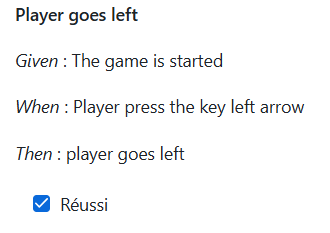 Player goes left
Given : The game is started
When : Player press the key left arrow
Then : player goes left
Réussi